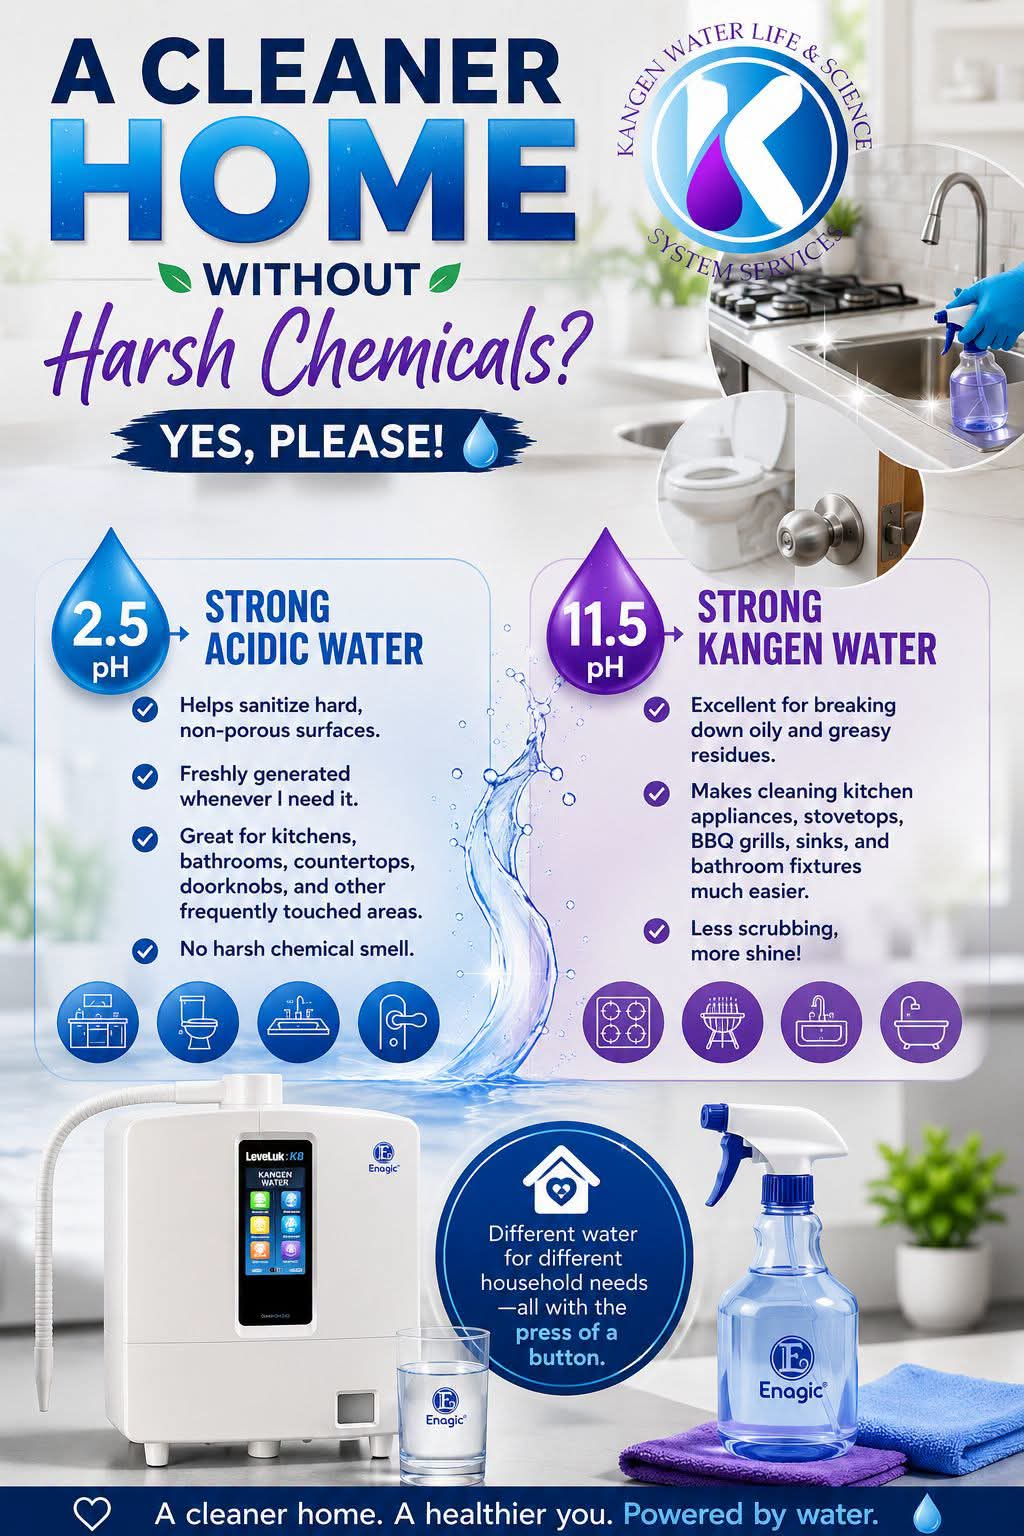 A CLEANER
HOME
WITHOUT
Harsh Chemicals?
YES, PLEASE!
KANGEN WATER LIFE & SCIENCE
SYSTEM SERVICES
K
2.5
pH
STRONG
ACIDIC WATER
Helps sanitize hard,
non-porous surfaces.
Freshly generated
whenever I need it.
Great for kitchens,
bathrooms, countertops,
doorknobs, and other
frequently touched areas.
No harsh chemical smell.
11.5
pH
STRONG
KANGEN WATER
Excellent for breaking
down oily and greasy
residues.
Makes cleaning kitchen
appliances, stovetops,
BBQ grills, sinks, and
bathroom fixtures
much easier.
Less scrubbing,
more shine!
LeveLuk: K8
KANGEN
WATER
E
Enagic®
E
Enagic®
Different water
for different
household needs
—all with the
press of a
button.
E
Enagic®
A cleaner home. A healthier you. Powered by water.